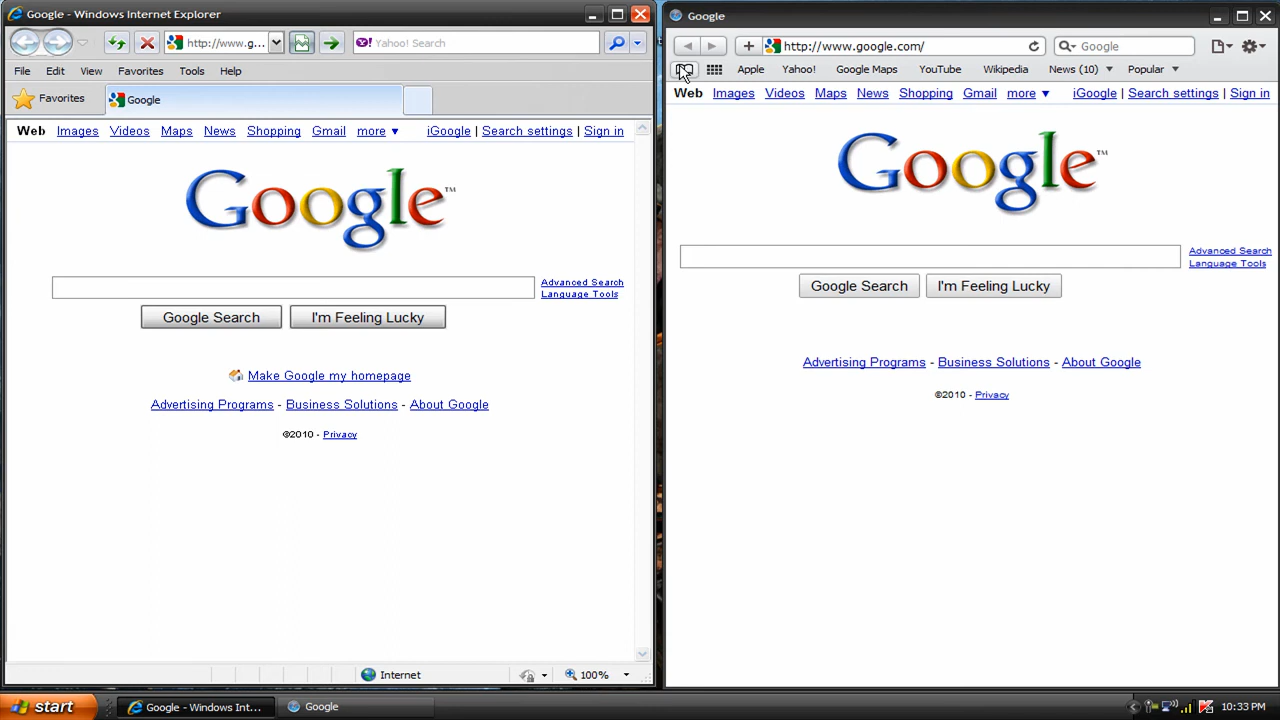 Google - Windows Internet Explorer
http://www.g...
Yahoo! Search
File Edit View Favorites Tools Help
Favorites
Google
Web Images Videos Maps News Shopping Gmail more ▼ iGoogle | Search settings | Sign in
Google™
Advanced Search
Language Tools
Google Search I'm Feeling Lucky
Make Google my homepage
Advertising Programs - Business Solutions - About Google
©2010 - Privacy
Internet
100%
Google
http://www.google.com/
Google
Apple Yahoo! Google Maps YouTube Wikipedia News (10) ▼ Popular ▼
Web Images Videos Maps News Shopping Gmail more ▼ iGoogle | Search settings | Sign in
Google™
Advanced Search
Language Tools
Google Search I'm Feeling Lucky
Advertising Programs - Business Solutions - About Google
©2010 - Privacy
start Google - Windows Int... Google 10:33 PM